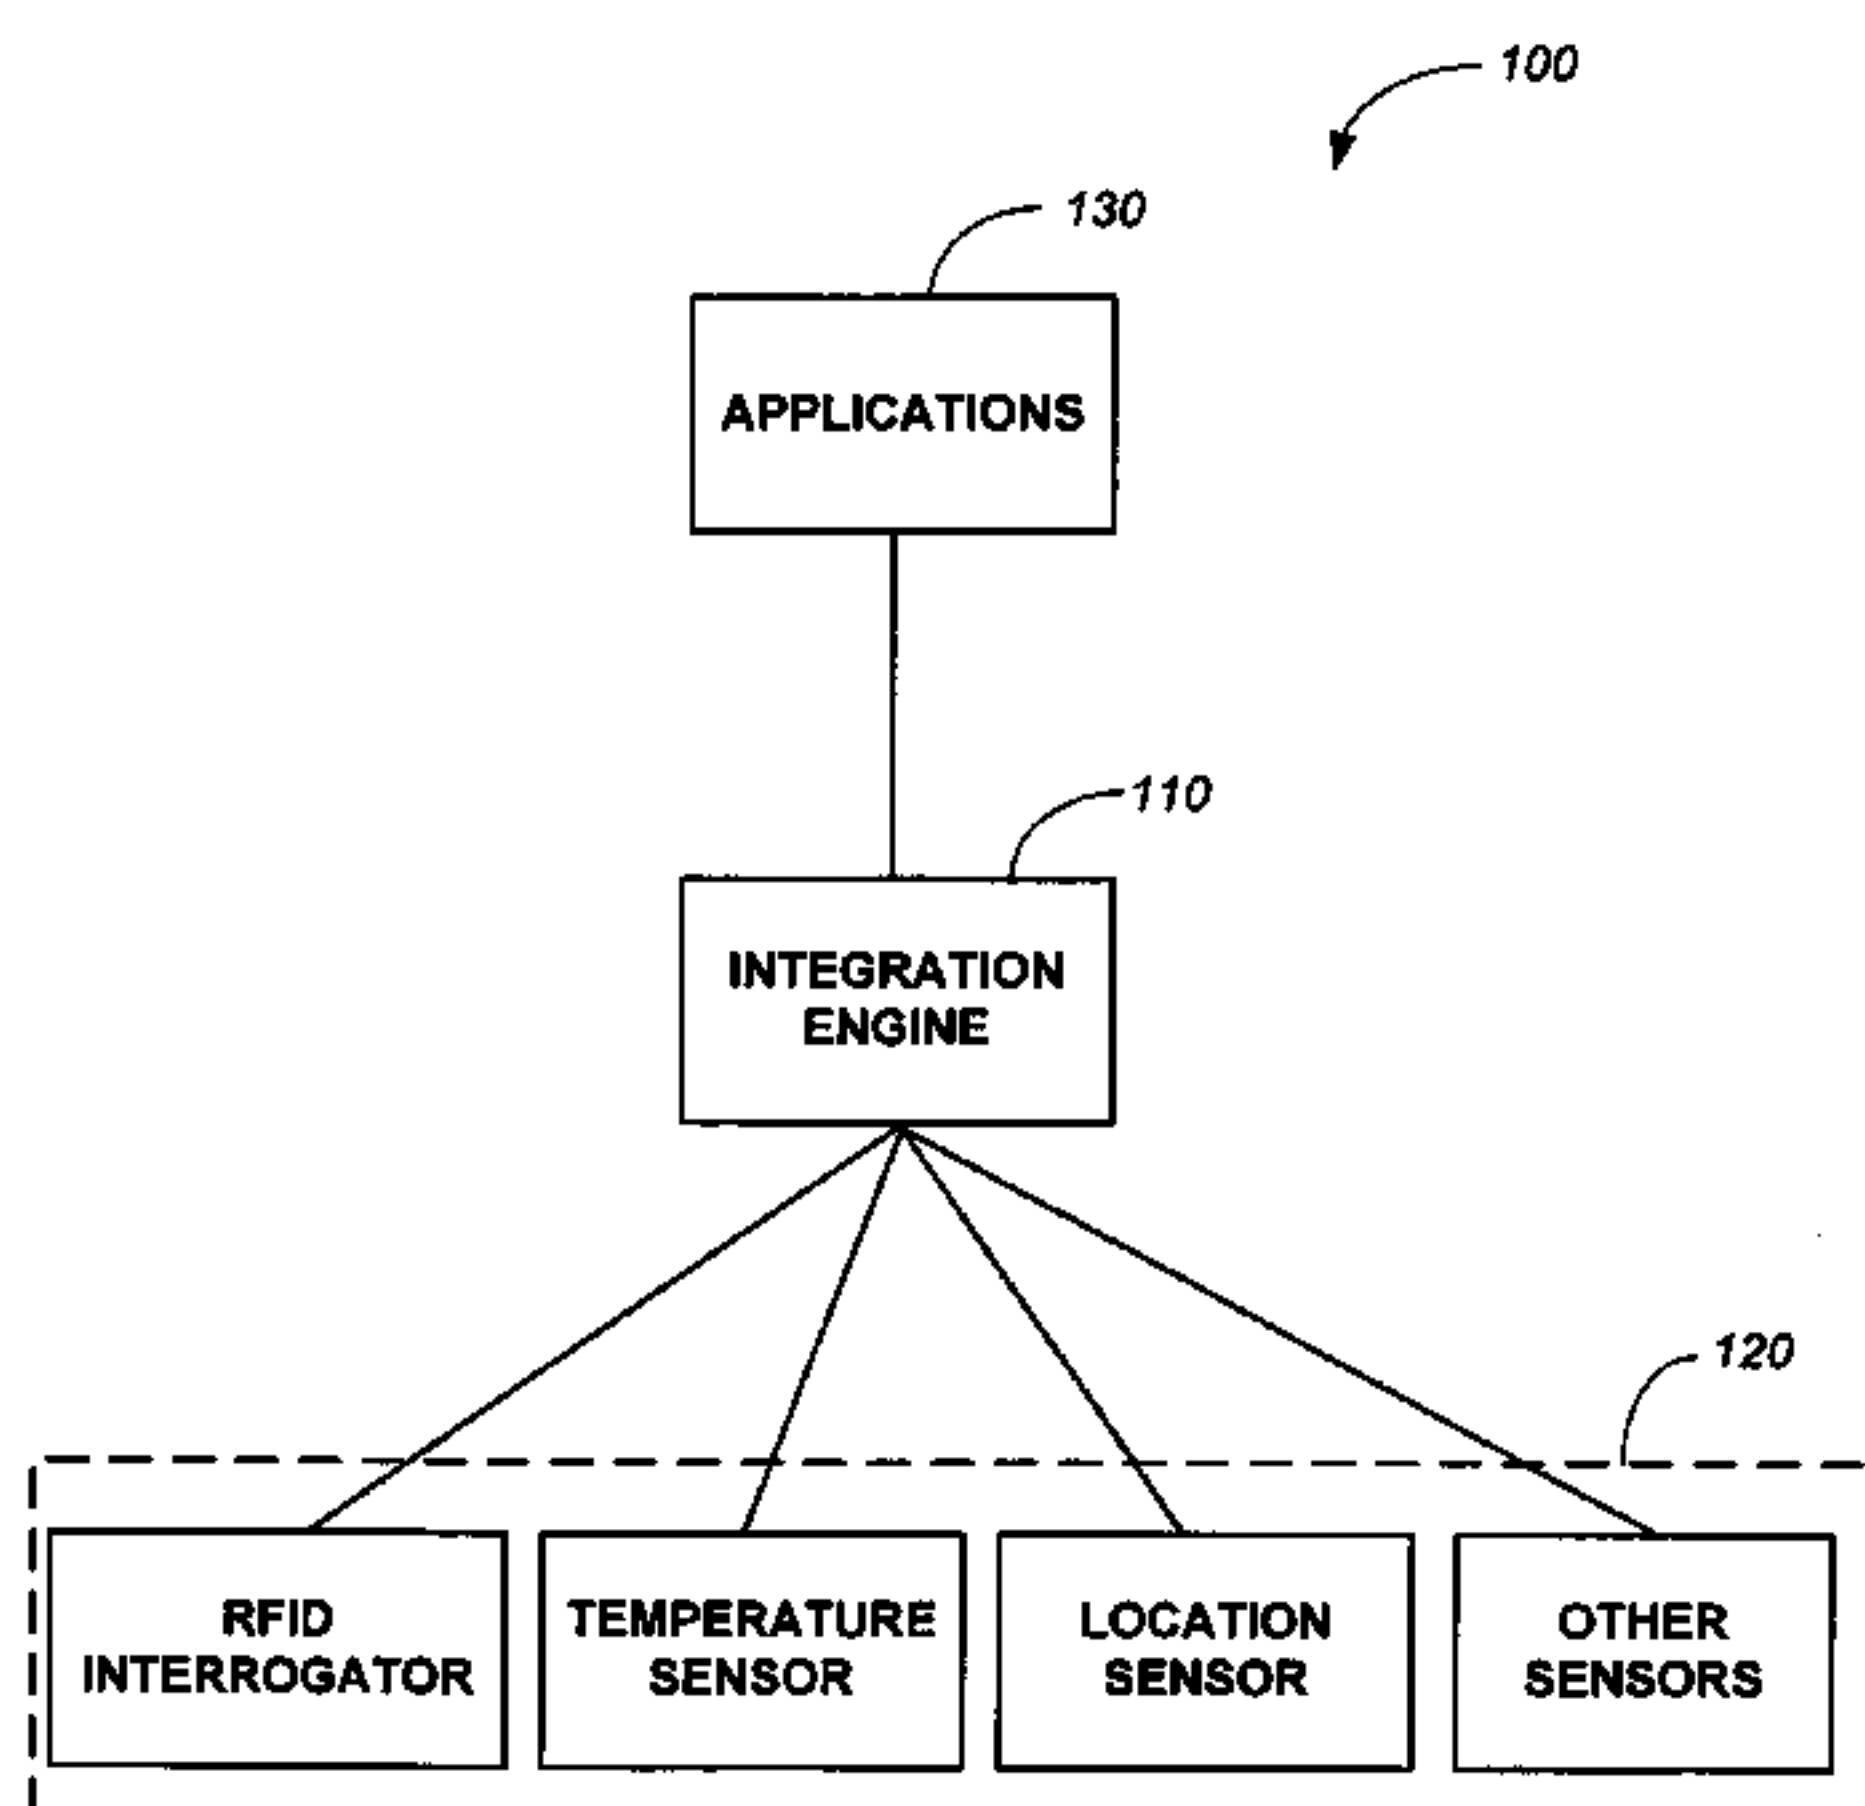 100
130
APPLICATIONS
110
INTEGRATION
ENGINE
120
RFID
INTERROGATOR
TEMPERATURE
SENSOR
LOCATION
SENSOR
OTHER
SENSORS